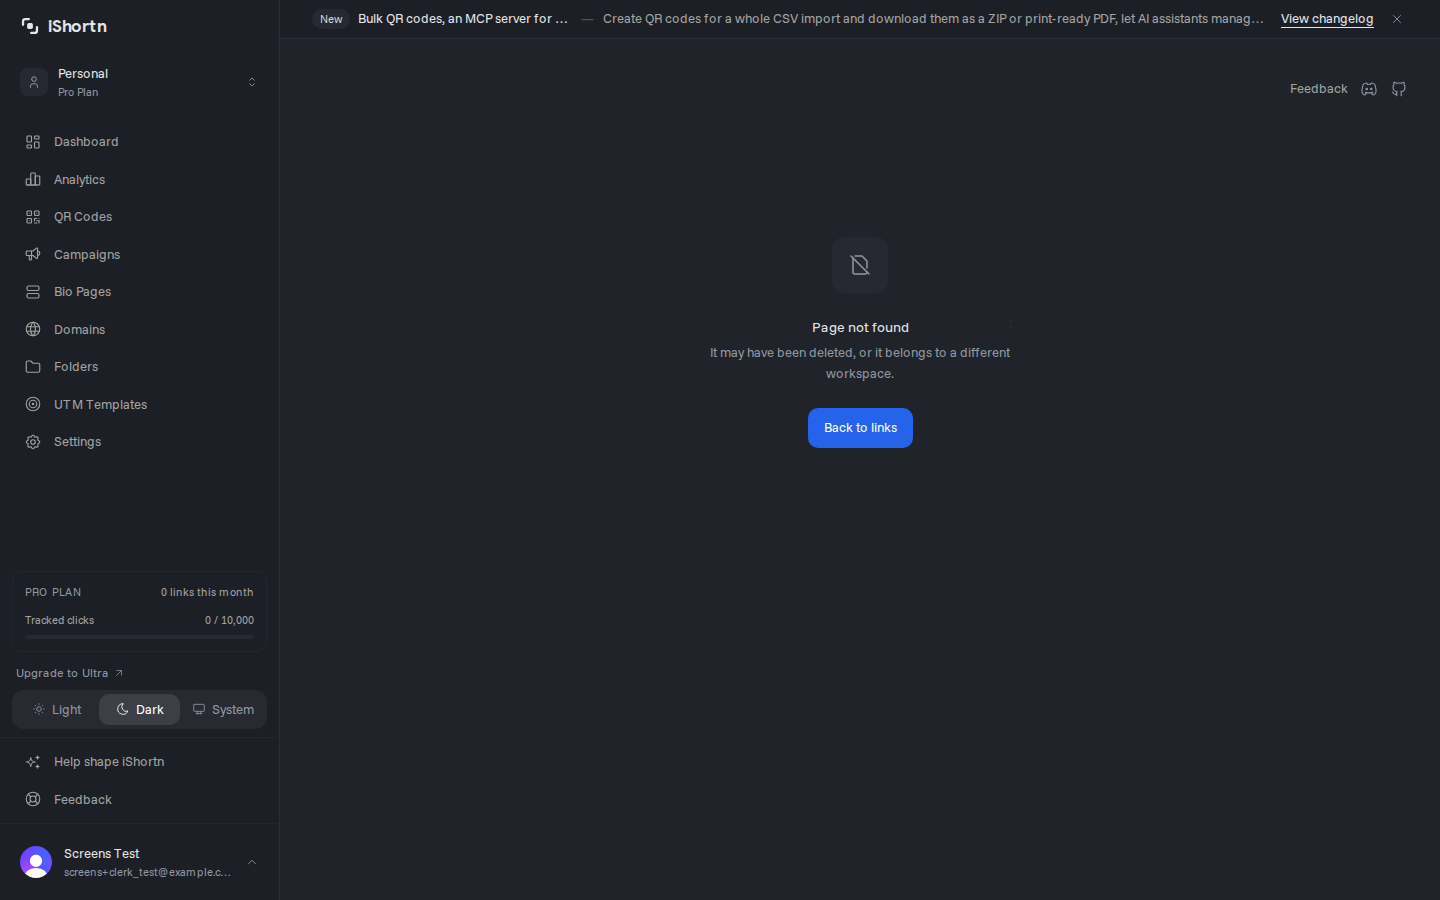 iShortn
New Bulk QR codes, an MCP server for ... — Create QR codes for a whole CSV import and download them as a ZIP or print-ready PDF, let AI assistants manag... View changelog
Personal
Pro Plan
Feedback
Dashboard
Analytics
QR Codes
Campaigns
Bio Pages
Domains
Folders
UTM Templates
Settings
Page not found
It may have been deleted, or it belongs to a different
workspace.
Back to links
PRO PLAN 0 links this month
Tracked clicks 0 / 10,000
Upgrade to Ultra
Light Dark System
Help shape iShortn
Feedback
Screens Test
screens+clerk_test@example.c...